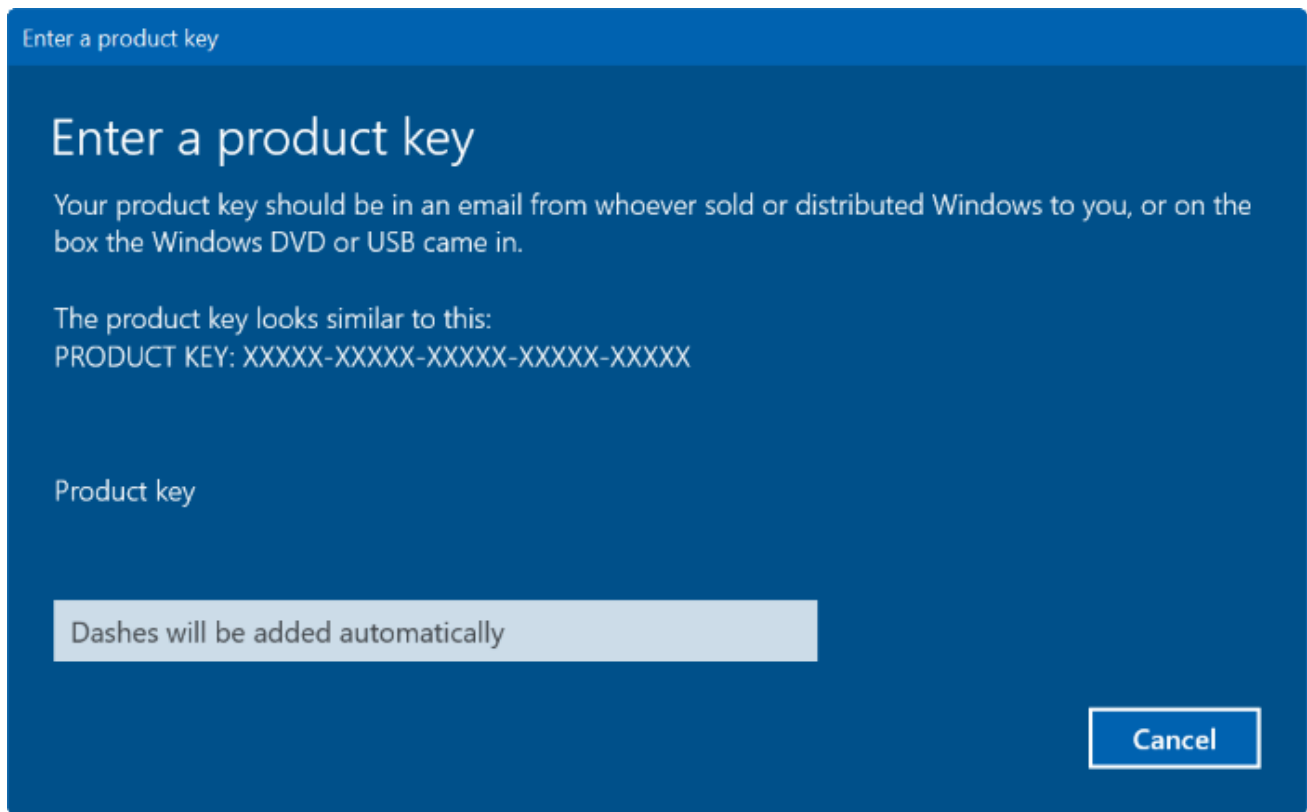 Enter a product key
Enter a product key
Your product key should be in an email from whoever sold or distributed Windows to you, or on the
box the Windows DVD or USB came in.
The product key looks similar to this:
PRODUCT KEY: XXXXX-XXXXX-XXXXX-XXXXX-XXXXX
Product key
Dashes will be added automatically
Cancel